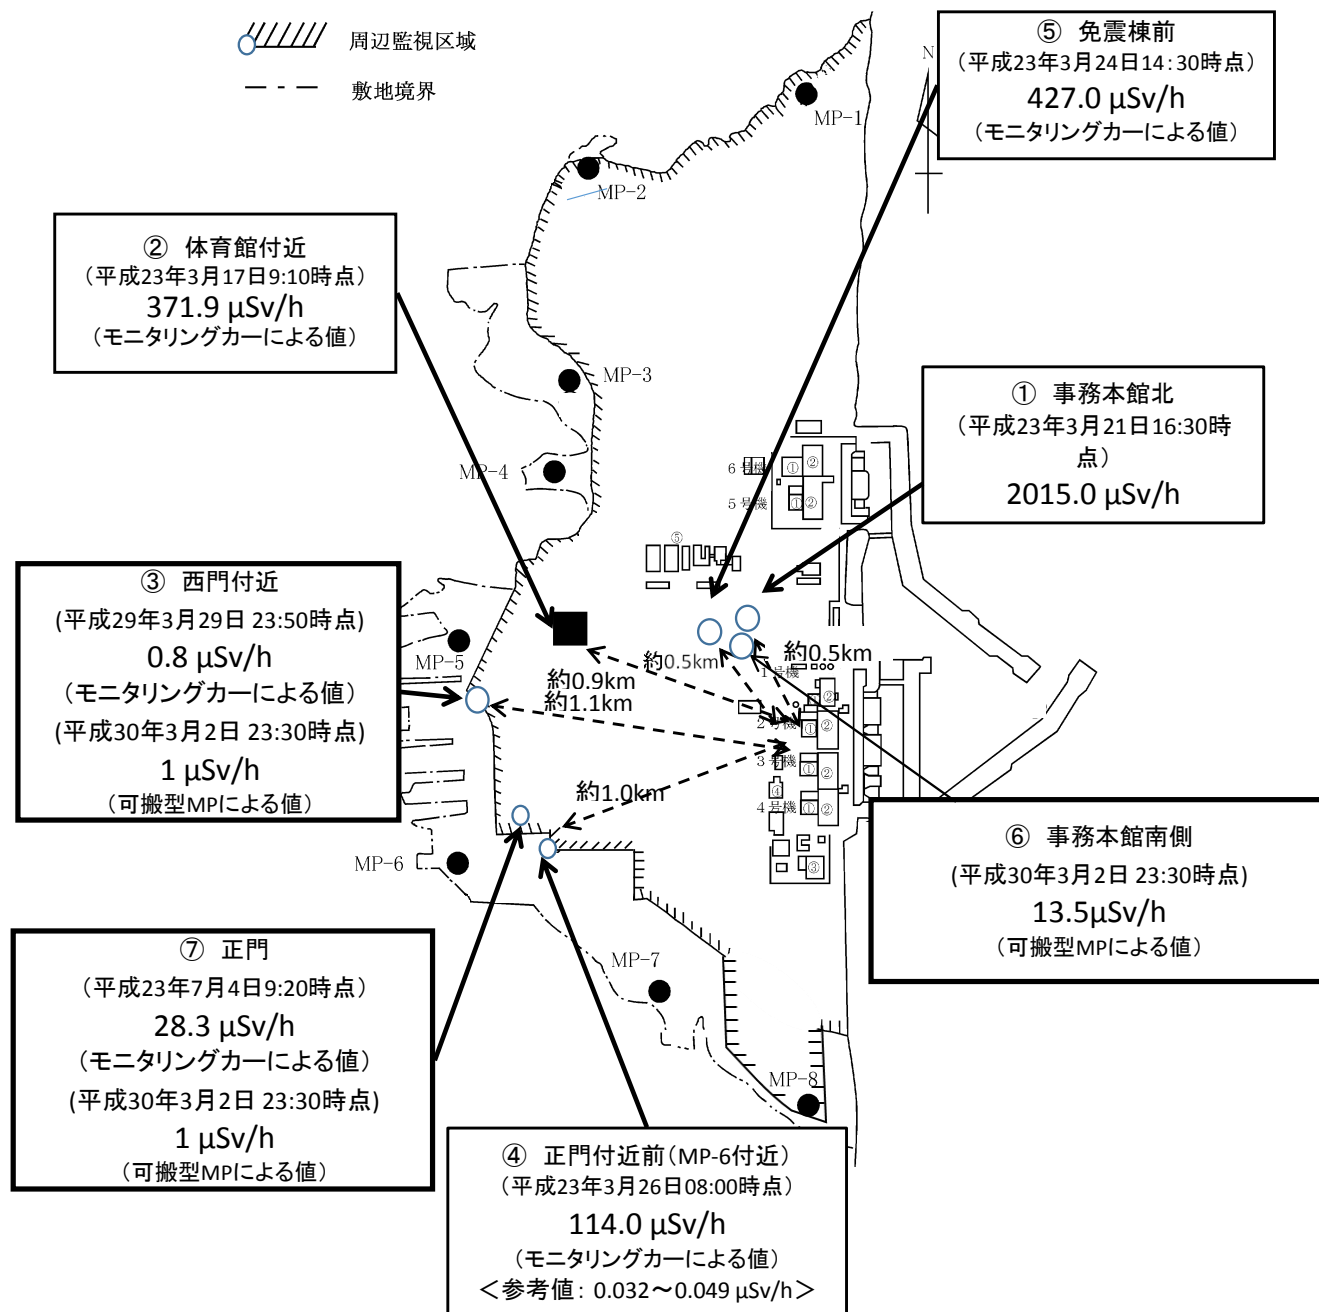 周辺監視区域
敷地境界
⑤ 免震棟前
(平成23年3月24日14:30時点)
427.0 μSv/h
(モニタリングカーによる値)
N
MP-1
MP-2
② 体育館付近
(平成23年3月17日9:10時点)
371.9 μSv/h
(モニタリングカーによる値)
MP-3
① 事務本館北
(平成23年3月21日16:30時
点)
2015.0 μSv/h
MP-4
6号機
①
②
5号機
①
②
⑤
③ 西門付近
(平成29年3月29日 23:50時点)
0.8 μSv/h
(モニタリングカーによる値)
(平成30年3月2日 23:30時点)
1 μSv/h
(可搬型MPによる値)
MP-5
約0.5km
約0.5km
約0.9km
約1.1km
1号機
②
2号機
①
②
3号機
①
②
④
4号機
①
②
③
約1.0km
MP-6
⑥ 事務本館南側
(平成30年3月2日 23:30時点)
13.5μSv/h
(可搬型MPによる値)
⑦ 正門
(平成23年7月4日9:20時点)
28.3 μSv/h
(モニタリングカーによる値)
(平成30年3月2日 23:30時点)
1 μSv/h
(可搬型MPによる値)
MP-7
MP-8
④ 正門付近前(MP-6付近)
(平成23年3月26日08:00時点)
114.0 μSv/h
(モニタリングカーによる値)
<参考値: 0.032～0.049 μSv/h>